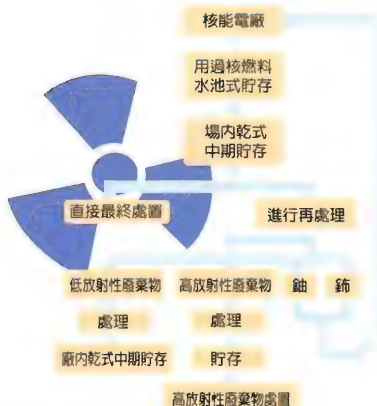 核能電廠
用過核燃料
水池式貯存
場內乾式
中期貯存
直接最終處置
進行再處理
低放射性廢棄物
高放射性廢棄物
鈾
鈽
處理
處理
廠內乾式中期貯存
貯存
高放射性廢棄物處置